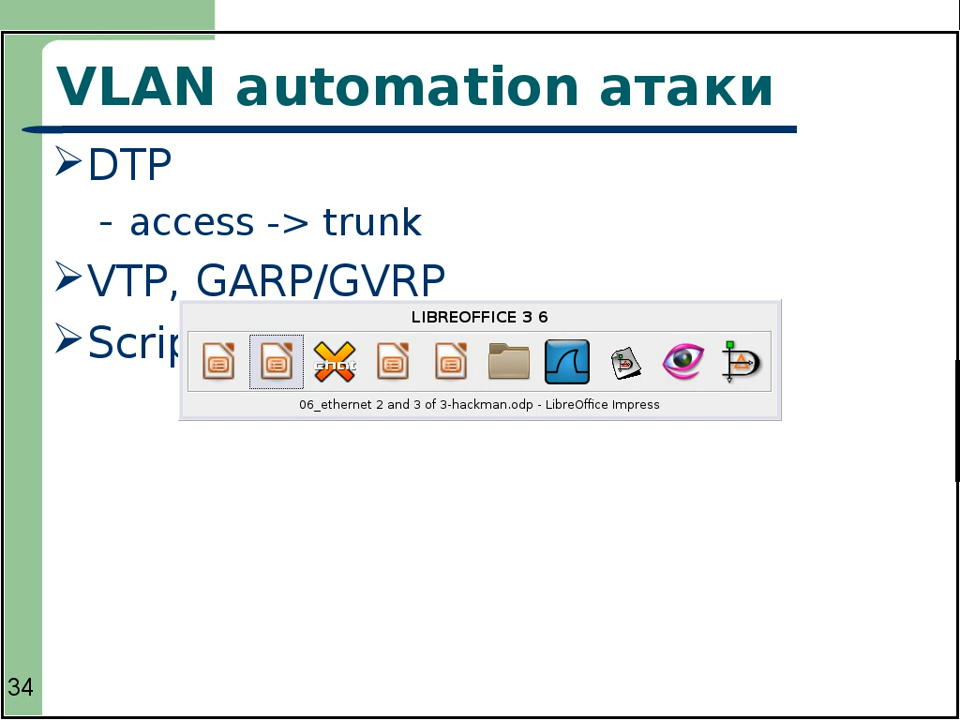 VLAN automation атаки
DTP
- access -> trunk
VTP, GARP/GVRP
LIBREOFFICE 3 6
chat
06_ethernet 2 and 3 of 3-hackman.odp - LibreOffice Impress
34